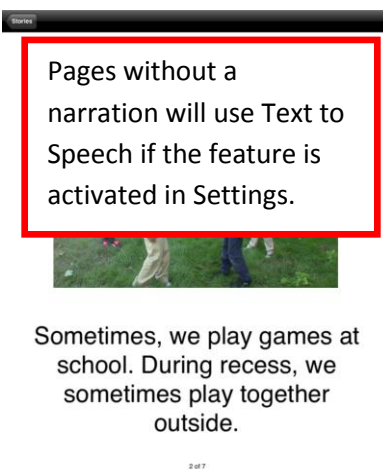 Stories
Pages without a
narration will use Text to
Speech if the feature is
activated in Settings.
Sometimes, we play games at
school. During recess, we
sometimes play together
outside.
2 of 7